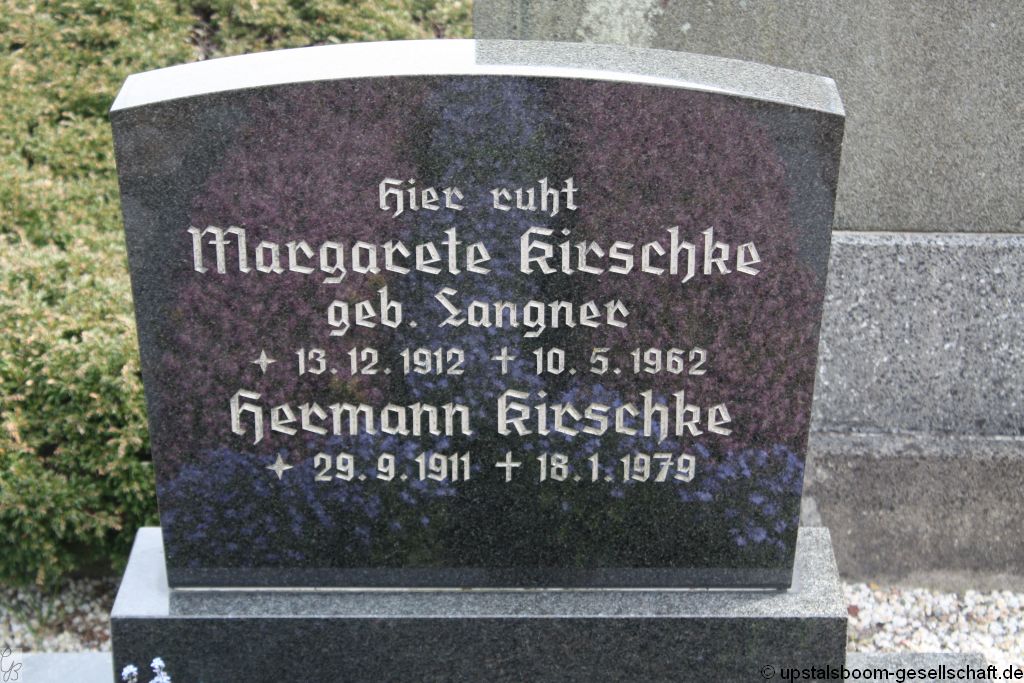 Hier ruht
Margarete Kirschke
geb. Langner
✦ 13.12.1912 ✝ 10.5.1962
Hermann Kirschke
✦ 29.9.1911 ✝ 18.1.1979
© upstalsboom-gesellschaft.de